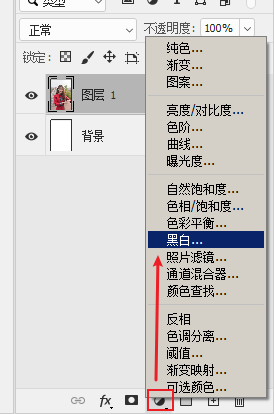 类型
正常
不透明度: 100%
锁定:
图层 1
背景
纯色...
渐变...
图案...
亮度/对比度...
色阶...
曲线...
曝光度...
自然饱和度...
色相/饱和度...
色彩平衡...
黑白...
照片滤镜...
通道混合器...
颜色查找...
反相
色调分离...
阈值...
渐变映射...
可选颜色...
fx